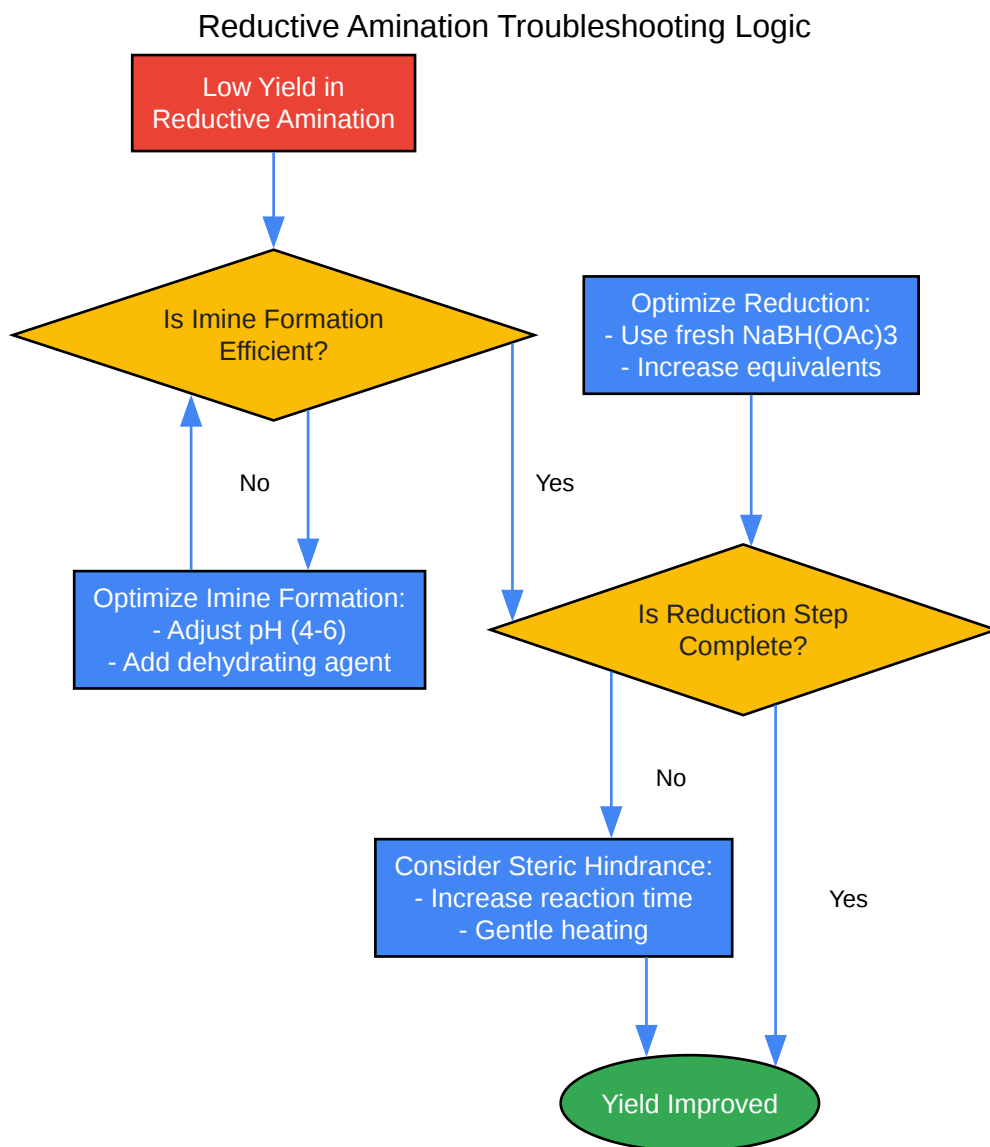 Reductive Amination Troubleshooting Logic
Low Yield in
Reductive Amination
Is Imine Formation
Efficient?
Optimize Reduction:
- Use fresh NaBH(OAc)3
- Increase equivalents
No
Yes
Optimize Imine Formation:
- Adjust pH (4-6)
- Add dehydrating agent
Is Reduction Step
Complete?
No
Consider Steric Hindrance:
- Increase reaction time
- Gentle heating
Yes
Yield Improved